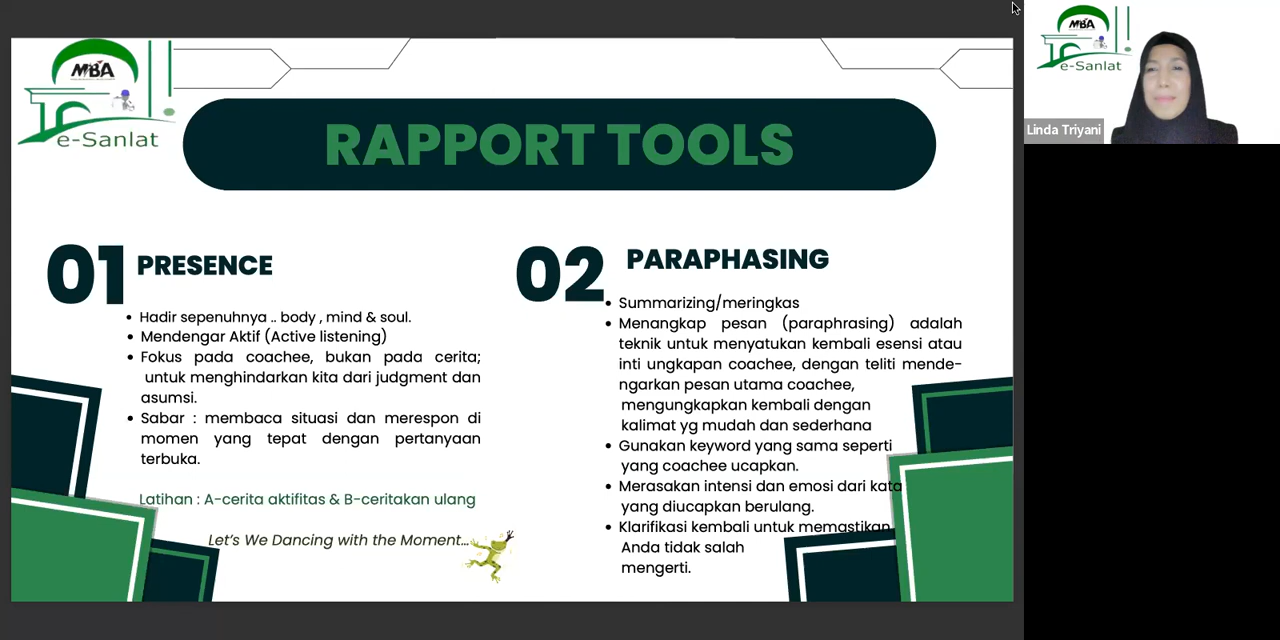 MBA
e-Sanlat
RAPPORT TOOLS
01 PRESENCE
Hadir sepenuhnya .. body , mind & soul.
Mendengar Aktif (Active listening)
Fokus pada coachee, bukan pada cerita;
untuk menghindarkan kita dari judgment dan
asumsi.
Sabar : membaca situasi dan merespon di
momen yang tepat dengan pertanyaan
terbuka.
Latihan : A-cerita aktifitas & B-ceritakan ulang
Let's We Dancing with the Moment...
02 PARAPHASING
Summarizing/meringkas
Menangkap pesan (paraphrasing) adalah
teknik untuk menyatukan kembali esensi atau
inti ungkapan coachee, dengan teliti mende-
ngarkan pesan utama coachee,
mengungkapkan kembali dengan
kalimat yg mudah dan sederhana
Gunakan keyword yang sama seperti
yang coachee ucapkan.
Merasakan intensi dan emosi dari kata
yang diucapkan berulang.
Klarifikasi kembali untuk memastikan
Anda tidak salah
mengerti.
MBA
e-Sanlat
Linda Triyani